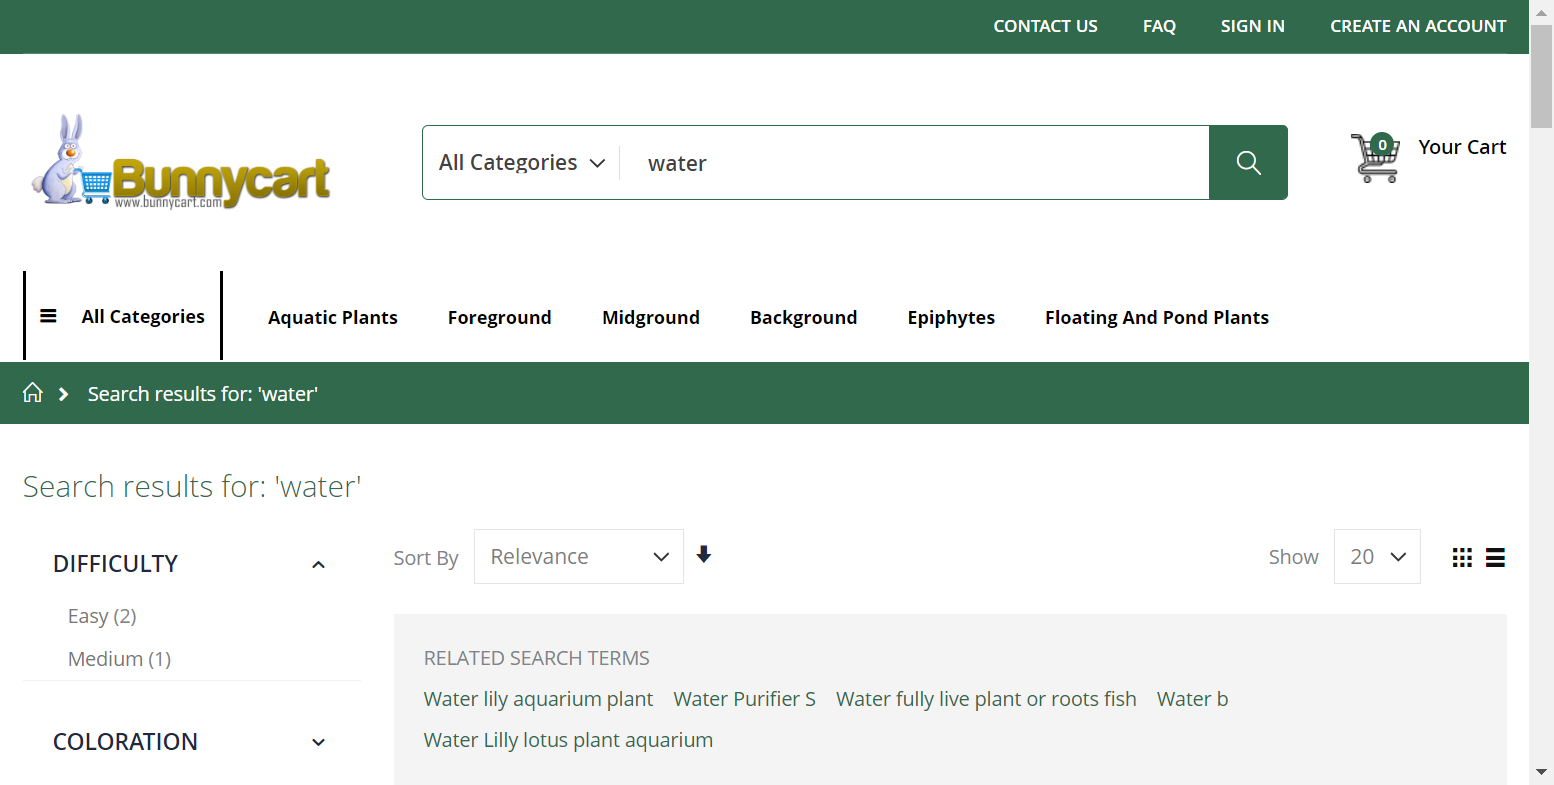 CONTACT US FAQ SIGN IN CREATE AN ACCOUNT
Bunnycart
www.bunnycart.com
All Categories water
0 Your Cart
All Categories Aquatic Plants Foreground Midground Background Epiphytes Floating And Pond Plants
Search results for: 'water'
Search results for: 'water'
DIFFICULTY
Easy (2)
Medium (1)
COLORATION
Sort By Relevance Show 20
RELATED SEARCH TERMS
Water lily aquarium plant Water Purifier S Water fully live plant or roots fish Water b
Water Lilly lotus plant aquarium